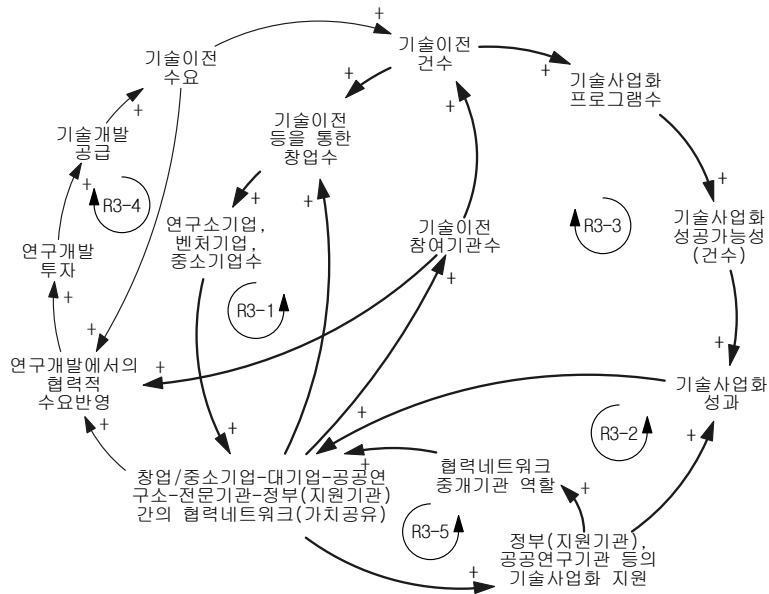 기술이전
수요
+
기술이전
건수
+
+
기술사업화
프로그램수
+
기술개발
공급
+
기술이전
등을 통한
창업수
+
+
R3-4
+
연구소기업,
벤처기업,
중소기업수
+
기술이전
참여기관수
R3-3
기술사업화
성공가능성
(건수)
+
연구개발
투자
+
+
R3-1
+
+
연구개발에서의
협력적
수요반영
+
+
기술사업화
성과
+
+
R3-2
+
+
창업/중소기업-대기업-공공연
구소-전문기관-정부(지원기관)
간의 협력네트워크(가치공유)
협력네트워크
중개기관 역할
+
R3-5
정부(지원기관),
공공연구기관 등의
기술사업화 지원
+